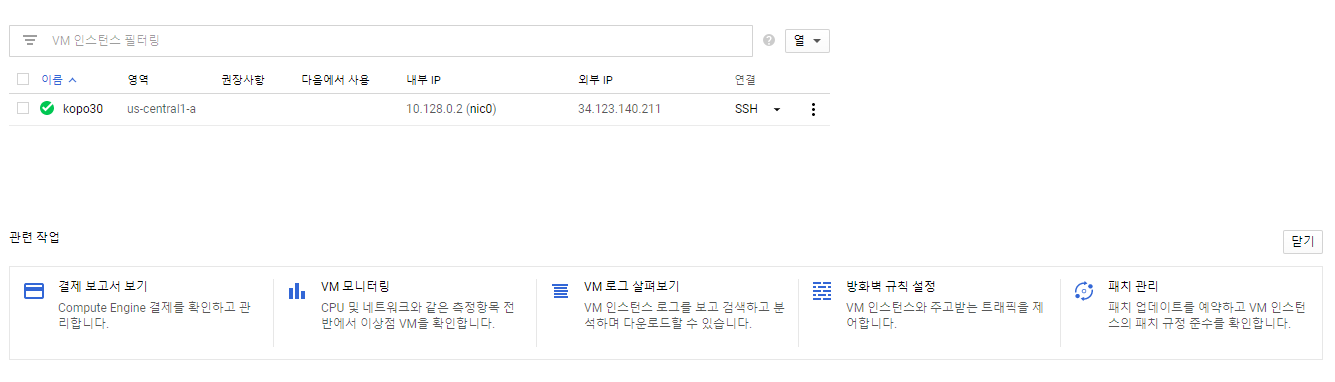 VM 인스턴스 필터링
열
이름 영역 권장사항 다음에서 사용 내부 IP 외부 IP 연결
kopo30 us-central1-a 10.128.0.2 (nic0) 34.123.140.211 SSH
관련 작업
닫기
결제 보고서 보기
Compute Engine 결제를 확인하고 관
리합니다.
VM 모니터링
CPU 및 네트워크와 같은 측정항목 전
반에서 이상점 VM를 확인합니다.
VM 로그 살펴보기
VM 인스턴스 로그를 보고 검색하고 분
석하며 다운로드할 수 있습니다.
방화벽 규칙 설정
VM 인스턴스와 주고받는 트래픽을 제
어합니다.
패치 관리
패치 업데이트를 예약하고 VM 인스턴
스의 패치 규정 준수를 확인합니다.